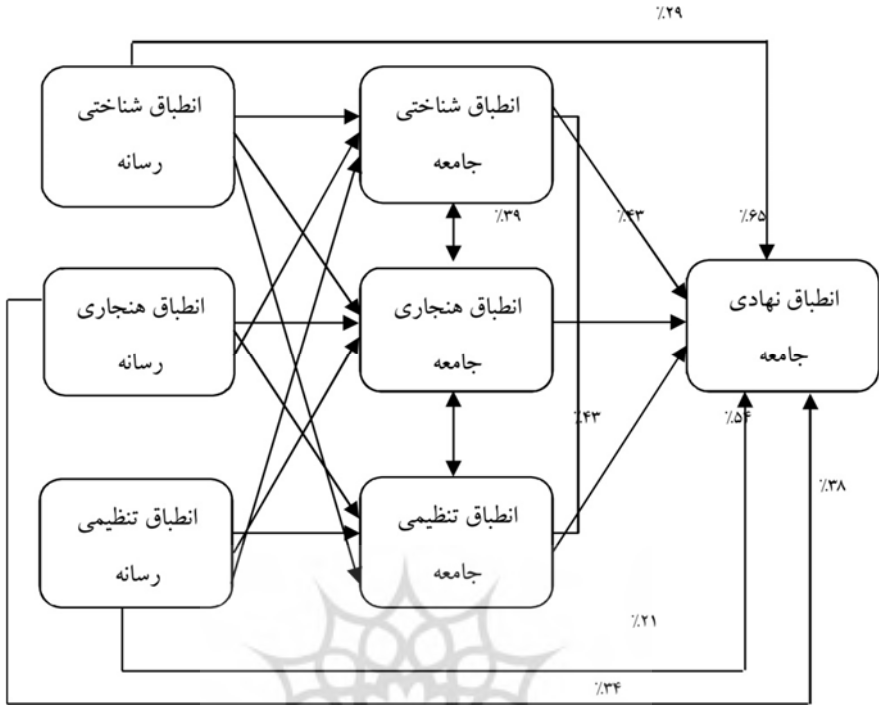 ٪۲۹
انطباق شناختی
رسانه
انطباق شناختی
جامعه
٪۳۹
٪۴۳
٪۶۵
انطباق هنجاری
رسانه
انطباق هنجاری
جامعه
انطباق نهادی
جامعه
٪۴۳
٪۵۴
٪۳۸
انطباق تنظیمی
رسانه
انطباق تنظیمی
جامعه
٪۲۱
٪۳۴